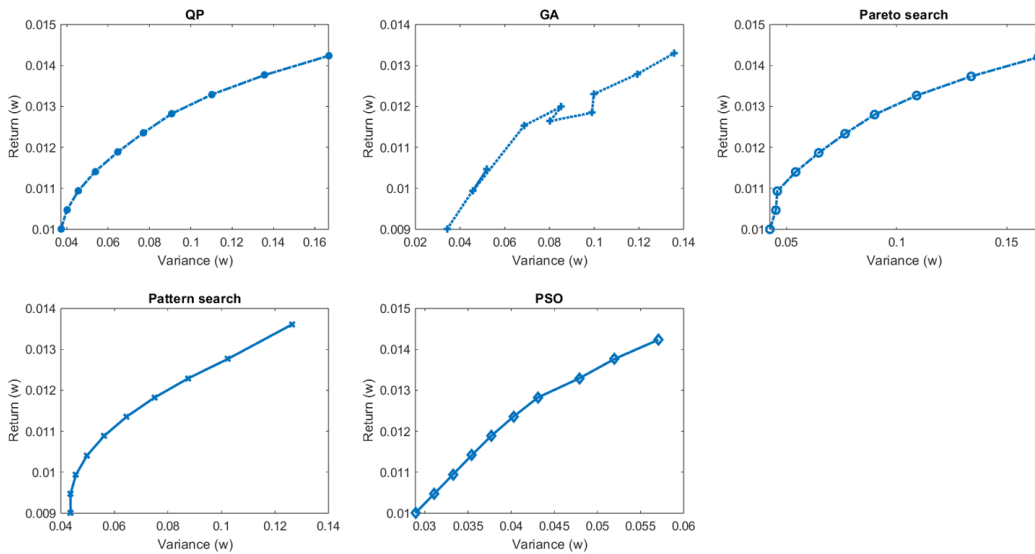 QP
0.015
0.014
0.013
0.012
0.011
0.01
Return (w)
0.04 0.06 0.08 0.1 0.12 0.14 0.16
Variance (w)
GA
0.014
0.013
0.012
0.011
0.01
0.009
Return (w)
0.02 0.04 0.06 0.08 0.1 0.12 0.14
Variance (w)
Pareto search
0.015
0.014
0.013
0.012
0.011
0.01
Return (w)
0.05 0.1 0.15
Variance (w)
Pattern search
0.014
0.013
0.012
0.011
0.01
0.009
Return (w)
0.04 0.06 0.08 0.1 0.12 0.14
Variance (w)
PSO
0.015
0.014
0.013
0.012
0.011
0.01
Return (w)
0.03 0.035 0.04 0.045 0.05 0.055 0.06
Variance (w)